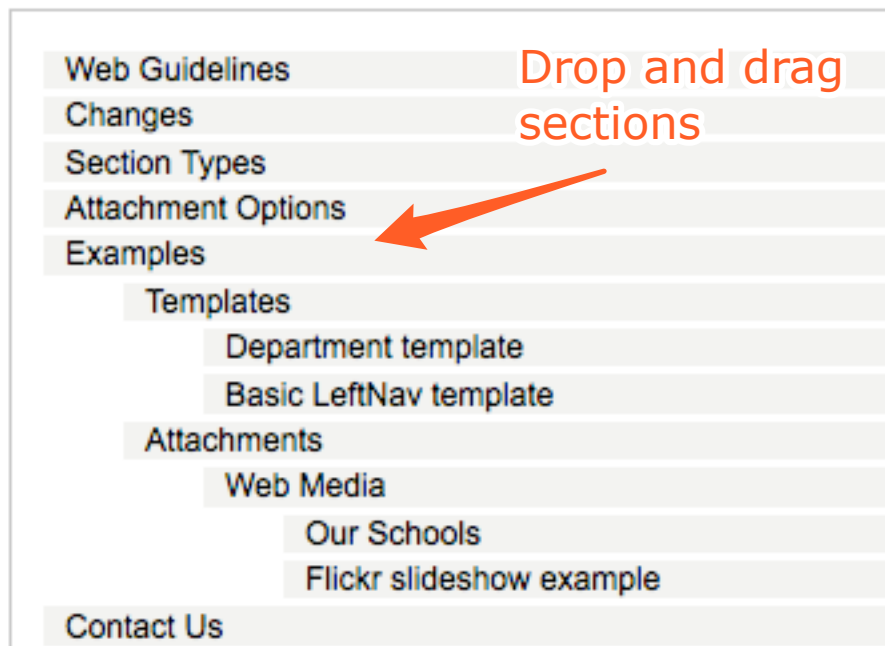 Web Guidelines
Drop and drag
sections
Changes
Section Types
Attachment Options
Examples
Templates
Department template
Basic LeftNav template
Attachments
Web Media
Our Schools
Flickr slideshow example
Contact Us